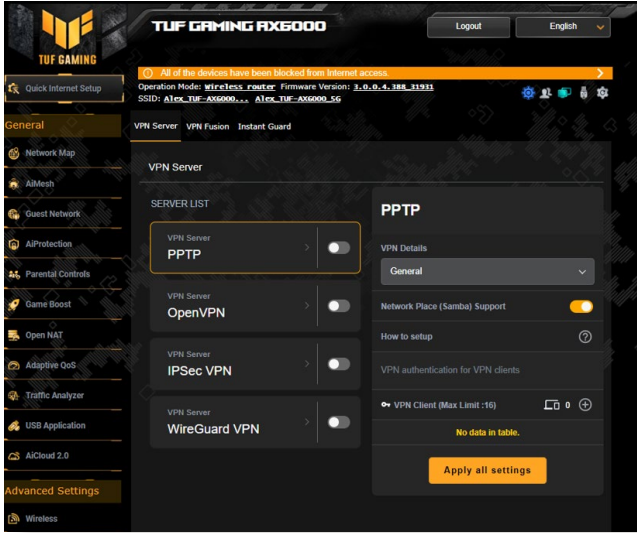 TUF GAMING AX6000
Logout
English
TUF GAMING
All of the devices have been blocked from Internet access.
Operation Mode: Wireless router Firmware Version: 3.0.0.4.388_31931
SSID: Alex_TUF-AX6000... Alex_TUF-AX6000_5G
Quick Internet Setup
General
Network Map
AiMesh
Guest Network
AiProtection
Parental Controls
Game Boost
Open NAT
Adaptive QoS
Traffic Analyzer
USB Application
AiCloud 2.0
Advanced Settings
Wireless
VPN Server VPN Fusion Instant Guard
VPN Server
SERVER LIST
VPN Server
PPTP
VPN Server
OpenVPN
VPN Server
IPSec VPN
VPN Server
WireGuard VPN
PPTP
VPN Details
General
Network Place (Samba) Support
How to setup
VPN authentication for VPN clients
VPN Client (Max Limit :16) 0
No data in table.
Apply all settings